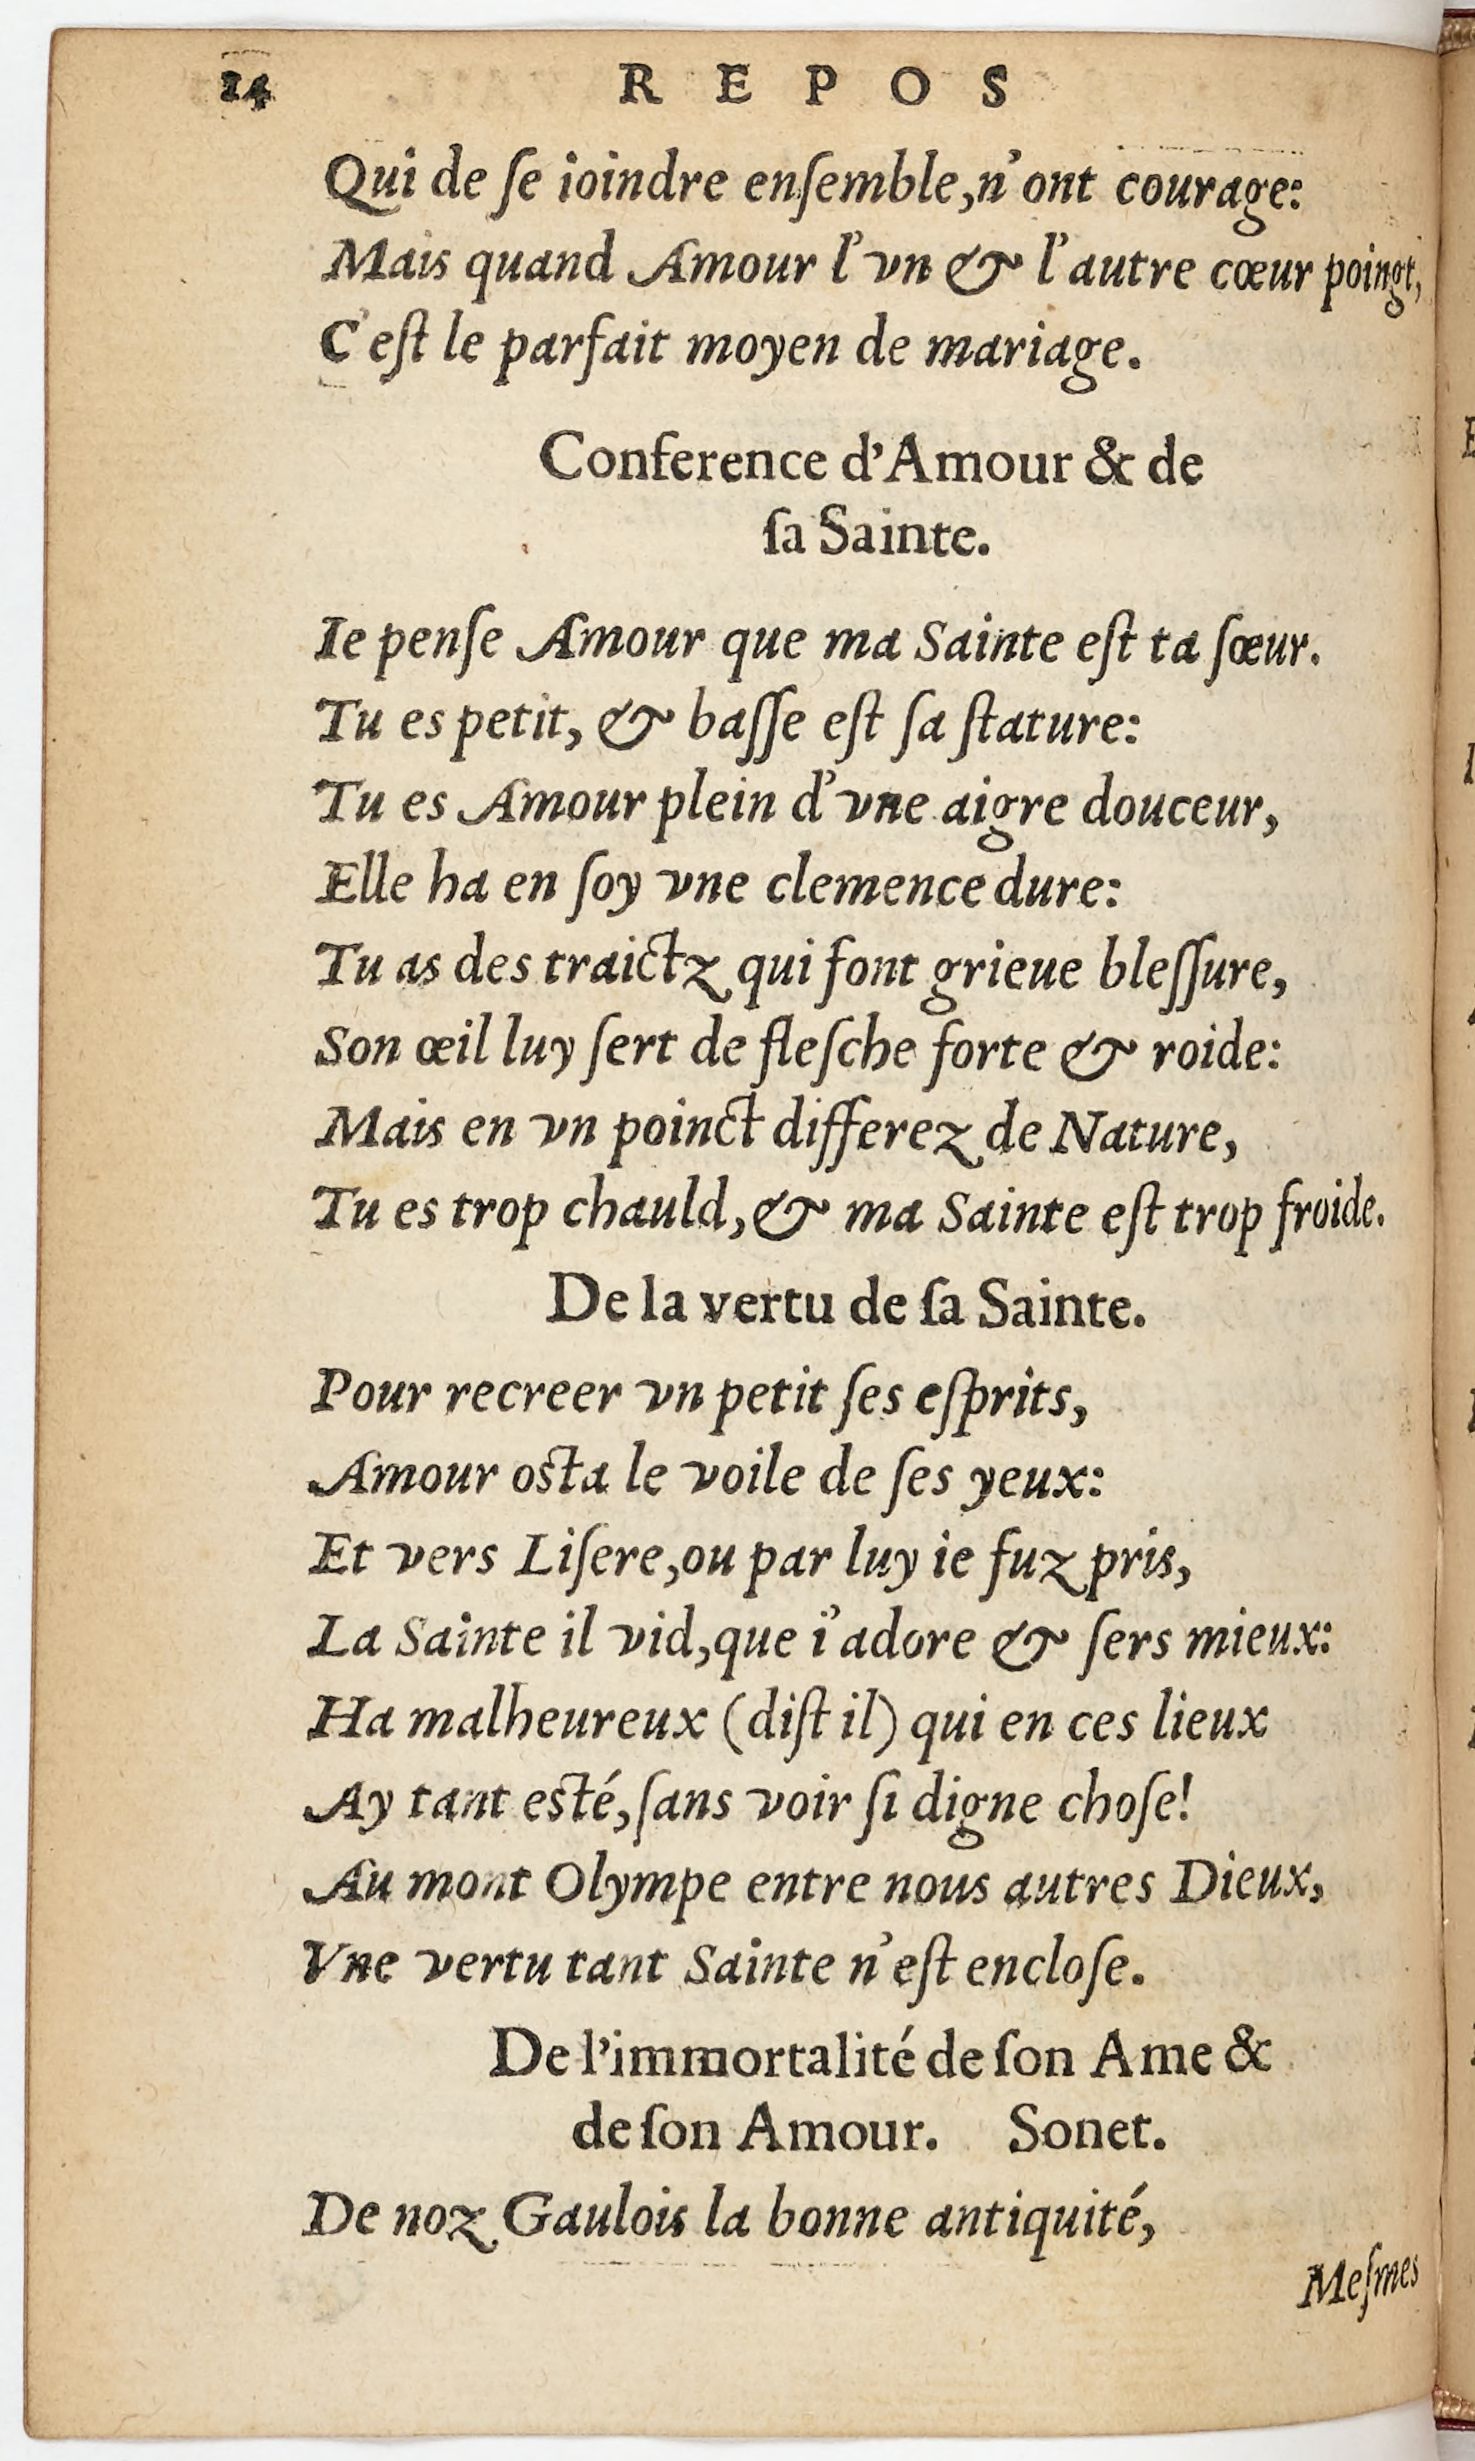 14 REPOS
Qui de ſe ioindre enſemble,n'ont courage:
Mais quand Amour l'vn & l'autre cœur poingt,
C'eſt le parfait moyen de mariage.
Conference d'Amour & de
ſa Sainte.
Ie penſe Amour que ma Sainte eſt ta ſœur.
Tu es petit, & baſſe eſt ſa ſtature:
Tu es Amour plein d'vne aigre douceur,
Elle ha en ſoy vne clemence dure:
Tu as des traictz qui font grieue bleſſure,
Son œil luy ſert de fleſche forte & roide:
Mais en vn poinct differez de Nature,
Tu es trop chauld,& ma Sainte eſt trop froide.
De la vertu de ſa Sainte.
Pour recreer vn petit ſes eſprits,
Amour osta le voile de ſes yeux:
Et vers Liſere,ou par luy ie fuz pris,
La Sainte il vid,que i'adore & ſers mieux:
Ha malheureux (diſt il) qui en ces lieux
Ay tant esté,ſans voir ſi digne choſe!
Au mont Olympe entre nous autres Dieux,
Vne vertu tant Sainte n'eſt encloſe.
De l'immortalité de ſon Ame &
de ſon Amour. Sonet.
De noz Gaulois la bonne antiquité,
Meſmes